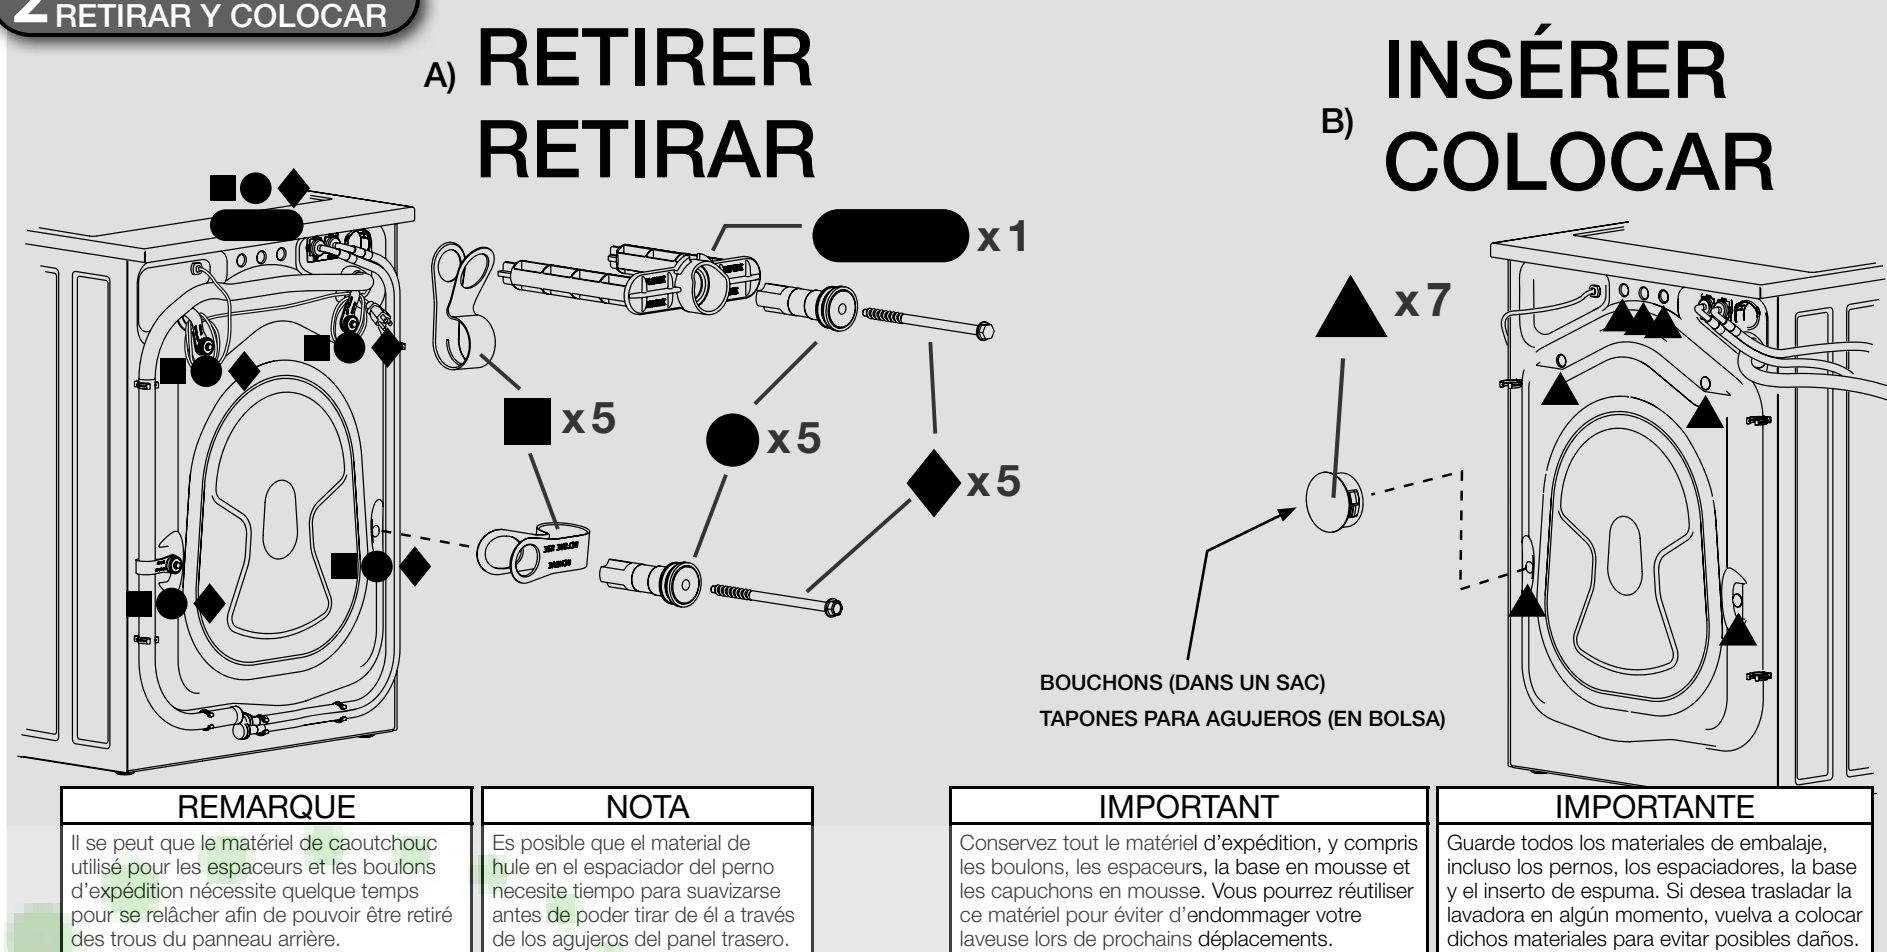 2 RETIRAR Y COLOCAR
A) RETIRER
RETIRAR
x1
x5
x5
x5
B) INSÉRER
COLOCAR
x7
BOUCHONS (DANS UN SAC)
TAPONES PARA AGUJEROS (EN BOLSA)
REMARQUE
Il se peut que le matériel de caoutchouc
utilisé pour les espaceurs et les boulons
d'expédition nécessite quelque temps
pour se relâcher afin de pouvoir être retiré
des trous du panneau arrière.
NOTA
Es posible que el material de
hule en el espaciador del perno
necesite tiempo para suavizarse
antes de poder tirar de él a través
de los agujeros del panel trasero.
IMPORTANT
Conservez tout le matériel d'expédition, y compris
les boulons, les espaceurs, la base en mousse et
les capuchons en mousse. Vous pourrez réutiliser
ce matériel pour éviter d'endommager votre
laveuse lors de prochains déplacements.
IMPORTANTE
Guarde todos los materiales de embalaje,
incluso los pernos, los espaciadores, la base
y el inserto de espuma. Si desea trasladar la
lavadora en algún momento, vuelva a colocar
dichos materiales para evitar posibles daños.